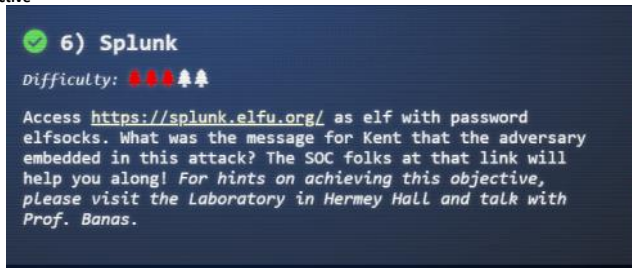 ctive
6) Splunk
Difficulty:
Access https://splunk.elfu.org/ as elf with password
elfsocks. What was the message for Kent that the adversary
embedded in this attack? The SOC folks at that link will
help you along! For hints on achieving this objective,
please visit the Laboratory in Hermey Hall and talk with
Prof. Banas.